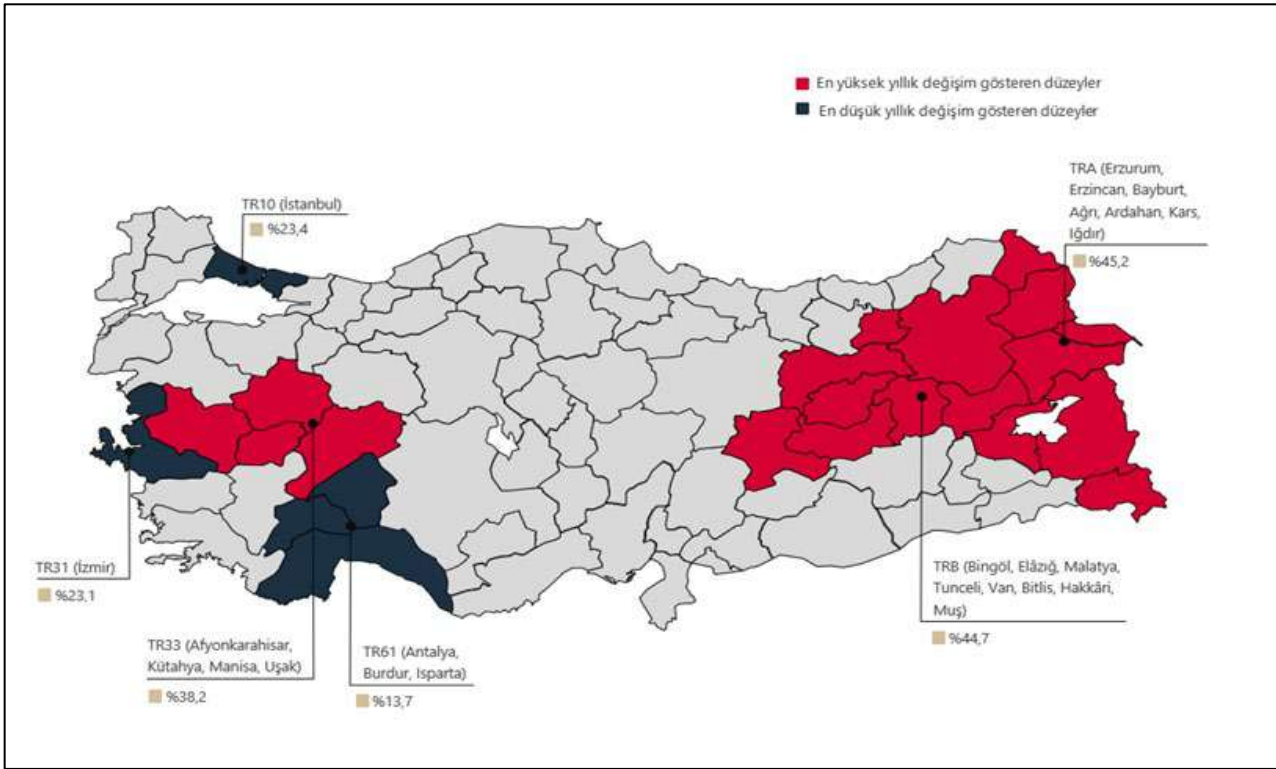 En yüksek yıllık değişim gösteren düzeyler
En düşük yıllık değişim gösteren düzeyler
TRA (Erzurum,
Erzincan, Bayburt,
Ağrı, Ardahan, Kars,
Iğdır)
%45,2
TR10 (İstanbul)
%23,4
TR31 (İzmir)
%23,1
TR33 (Afyonkarahisar,
Kütahya, Manisa, Uşak)
%38,2
TR61 (Antalya,
Burdur, Isparta)
%13,7
TRB (Bingöl, Elâzığ, Malatya,
Tunceli, Van, Bitlis, Hakkâri,
Muş)
%44,7